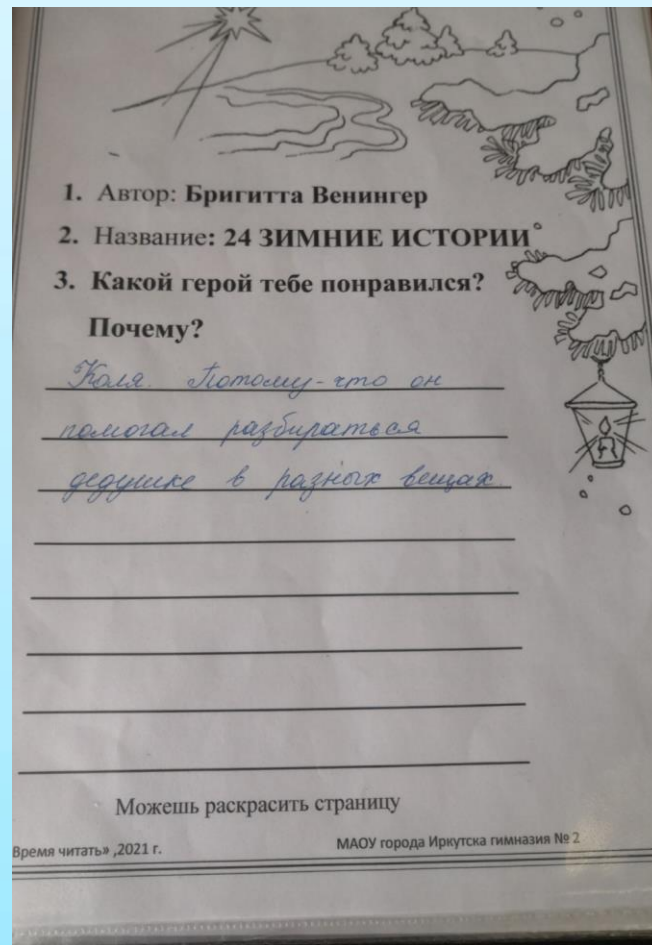 1. Автор: Бригитта Венингер
2. Название: 24 ЗИМНИЕ ИСТОРИИ
3. Какой герой тебе понравился?
Почему?
Коля. Потому-что он
помогал разбираться
дедушке в разных вещах
Можешь раскрасить страницу
Время читать» ,2021 г. МАОУ города Иркутска гимназия № 2